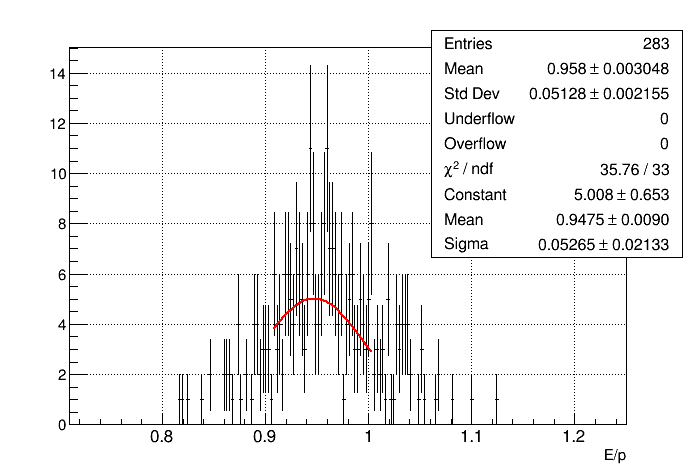 Entries 283
Mean 0.958 ± 0.003048
Std Dev 0.05128 ± 0.002155
Underflow 0
Overflow 0
χ² / ndf 35.76 / 33
Constant 5.008 ± 0.653
Mean 0.9475 ± 0.0090
Sigma 0.05265 ± 0.02133
14
12
10
8
6
4
2
0
0.8 0.9 1 1.1 1.2
E/p